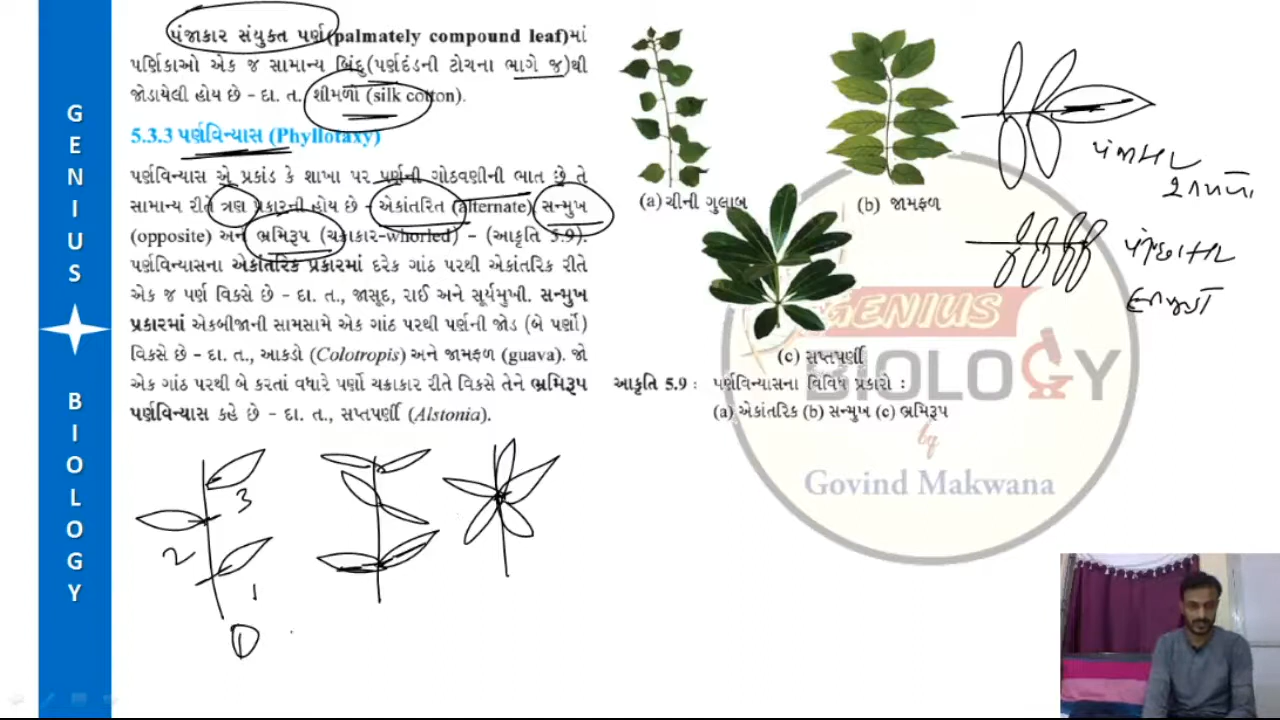 GENIUS BIOLOGY
પંજાકાર સંયુક્ત પર્ણ(palmately compound leaf)માં
પર્ણિકાઓ એક જ સામાન્ય બિંદુ(પર્ણદંડની ટોચના ભાગે જ)થી
જોડાયેલી હોય છે - દા. ત. શીમળો (silk cotton).
5.3.3 પર્ણવિન્યાસ (Phyllotaxy)
પર્ણવિન્યાસ એ પ્રકાંડ કે શાખા પર પર્ણની ગોઠવણીની ભાત છે તે
સામાન્ય રીતે ત્રણ પ્રકારની હોય છે - એકાંતરિત (alternate), સન્મુખ
(opposite) અને ભ્રમિરૂપ (ચક્રાકાર-whorled) - (આકૃતિ 5.9).
પર્ણવિન્યાસના એકાંતરિક પ્રકારમાં દરેક ગાંઠ પરથી એકાંતરિક રીતે
એક જ પર્ણ વિકસે છે - દા. ત., જાસૂદ, રાઈ અને સૂર્યમુખી. સન્મુખ
પ્રકારમાં એકબીજાની સામસામે એક ગાંઠ પરથી પર્ણની જોડ (બે પર્ણો)
વિકસે છે - દા. ત., આકડો (Colotropis) અને જામફળ (guava). જો
એક ગાંઠ પરથી બે કરતાં વધારે પર્ણો ચક્રાકાર રીતે વિકસે તેને ભ્રમિરૂપ
પર્ણવિન્યાસ કહે છે - દા. ત., સપ્તપર્ણી (Alstonia).
3
2
1
①
(a) ચીની ગુલાબ
(b) જામફળ
(c) સપ્તપર્ણી
આકૃતિ 5.9 : પર્ણવિન્યાસના વિવિધ પ્રકારો :
(a) એકાંતરિક (b) સન્મુખ (c) ભ્રમિરૂપ
GENIUS
BIOLOGY
by
Govind Makwana